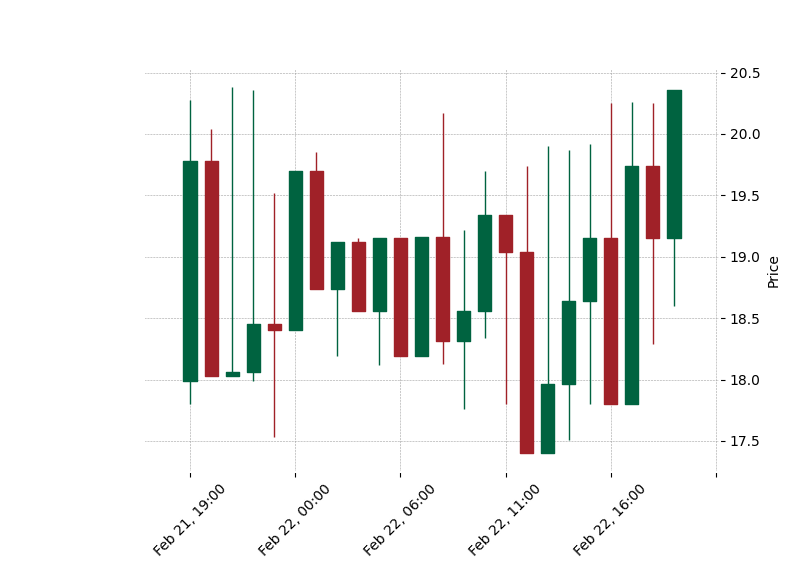 20.5
20.0
19.5
19.0
18.5
18.0
17.5
Price
Feb 21, 19:00
Feb 22, 00:00
Feb 22, 06:00
Feb 22, 11:00
Feb 22, 16:00